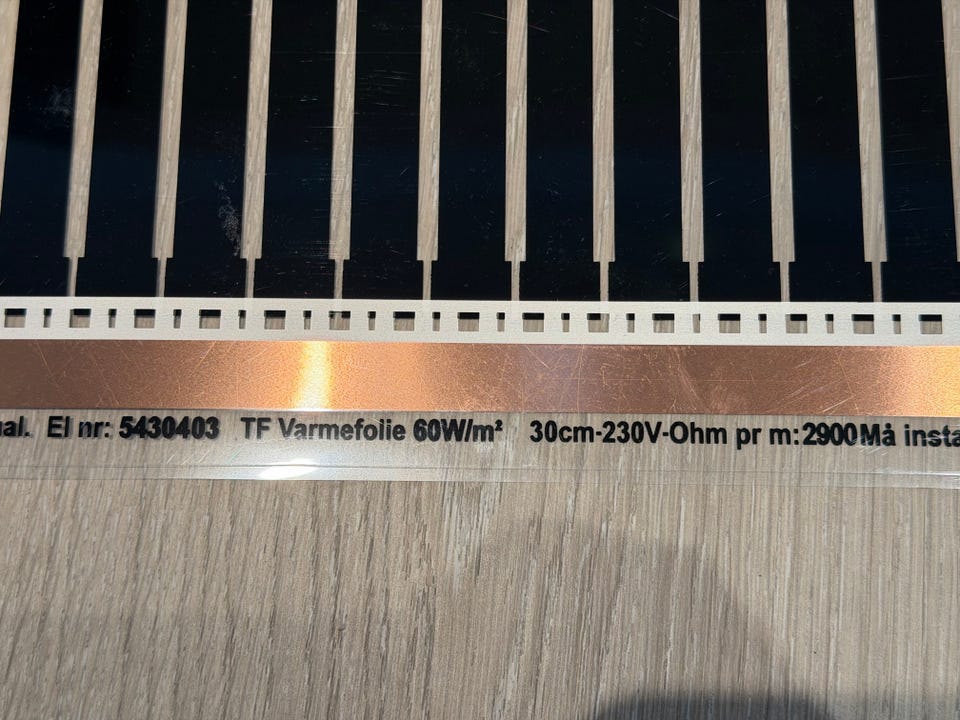 ual. El nr: 5430403 TF Varmefolie 60W/m² 30cm-230V-Ohm pr m:2900Må insta